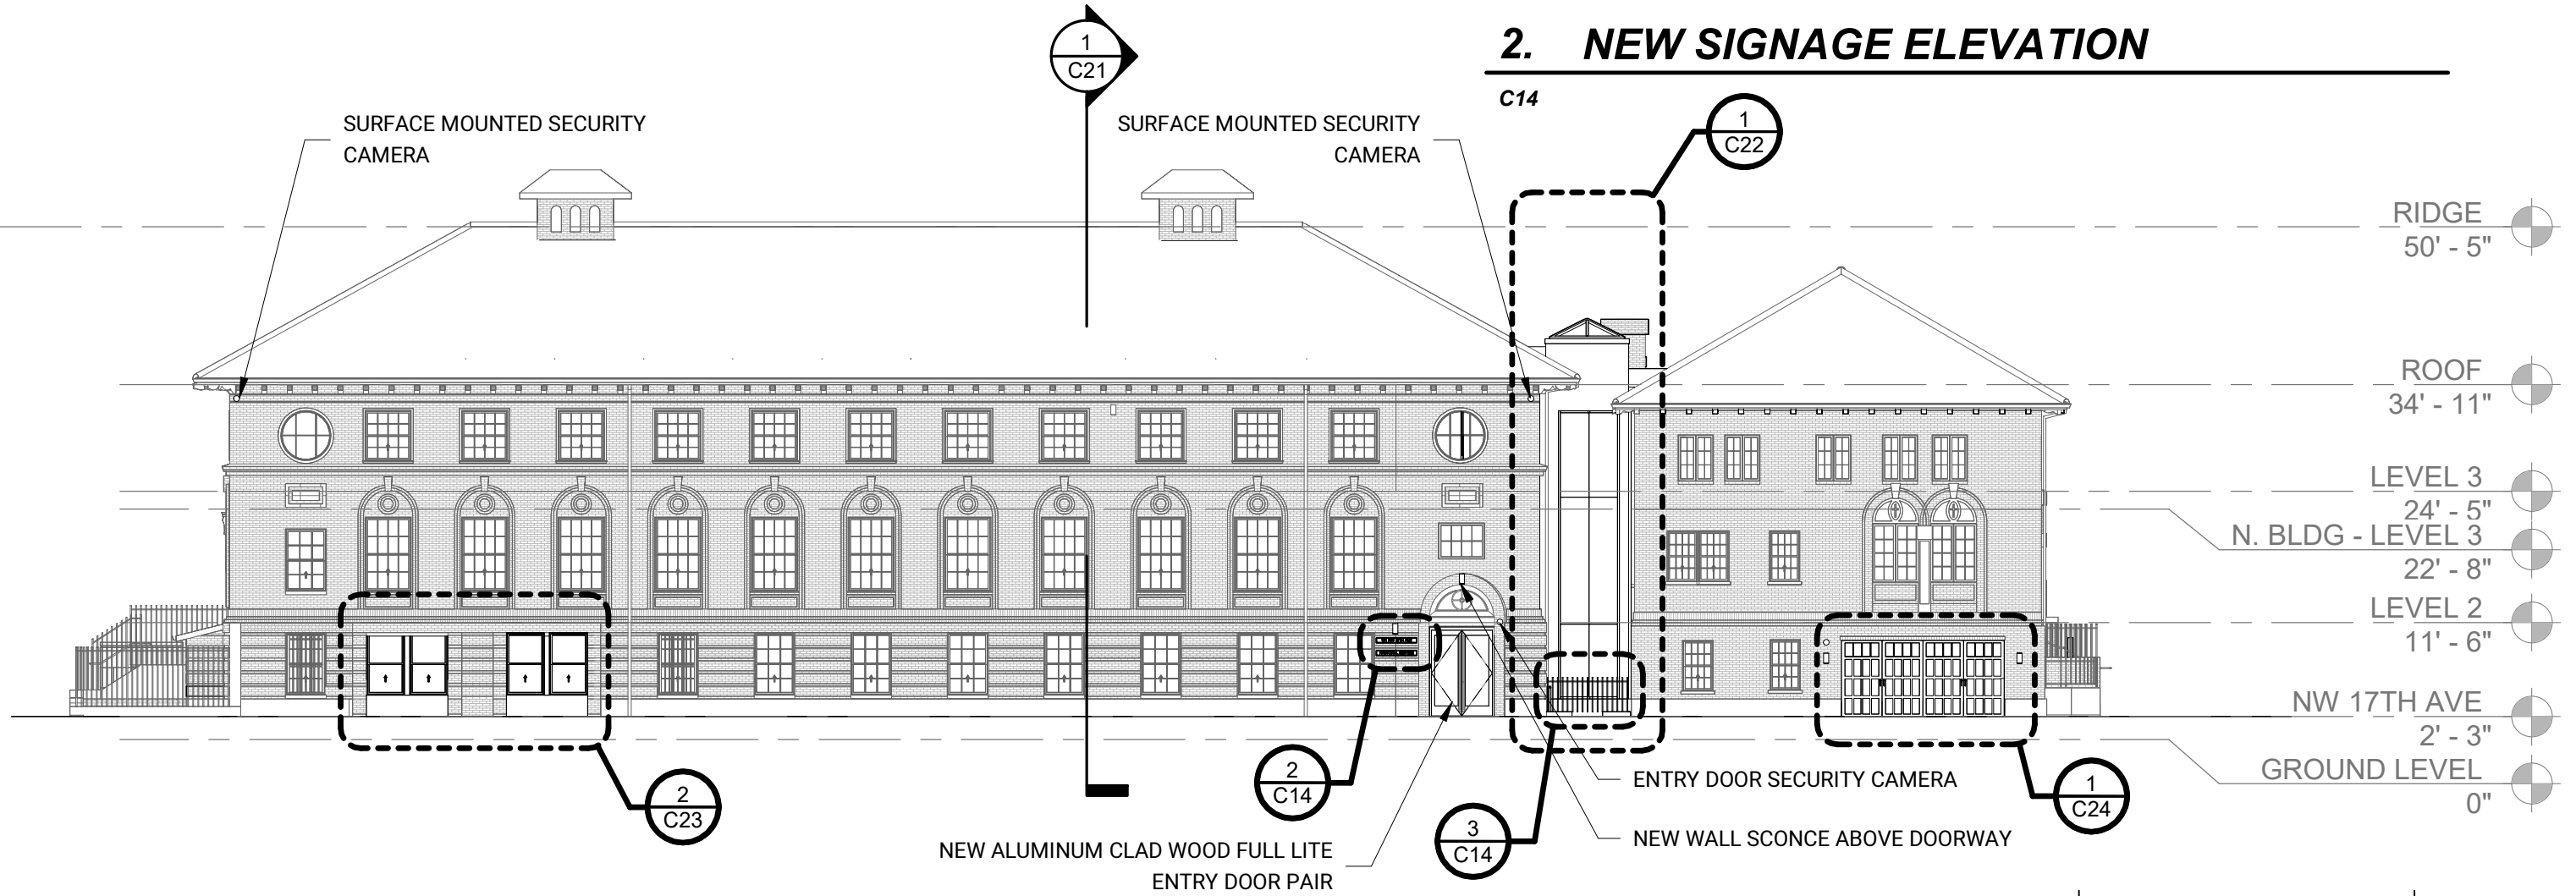 2. NEW SIGNAGE ELEVATION
C14
1
C21
SURFACE MOUNTED SECURITY
CAMERA
SURFACE MOUNTED SECURITY
CAMERA
1
C22
RIDGE
50' - 5"
ROOF
34' - 11"
LEVEL 3
24' - 5"
N. BLDG - LEVEL 3
22' - 8"
LEVEL 2
11' - 6"
NW 17TH AVE
2' - 3"
GROUND LEVEL
0"
2
C23
2
C14
3
C14
1
C24
ENTRY DOOR SECURITY CAMERA
NEW WALL SCONCE ABOVE DOORWAY
NEW ALUMINUM CLAD WOOD FULL LITE
ENTRY DOOR PAIR